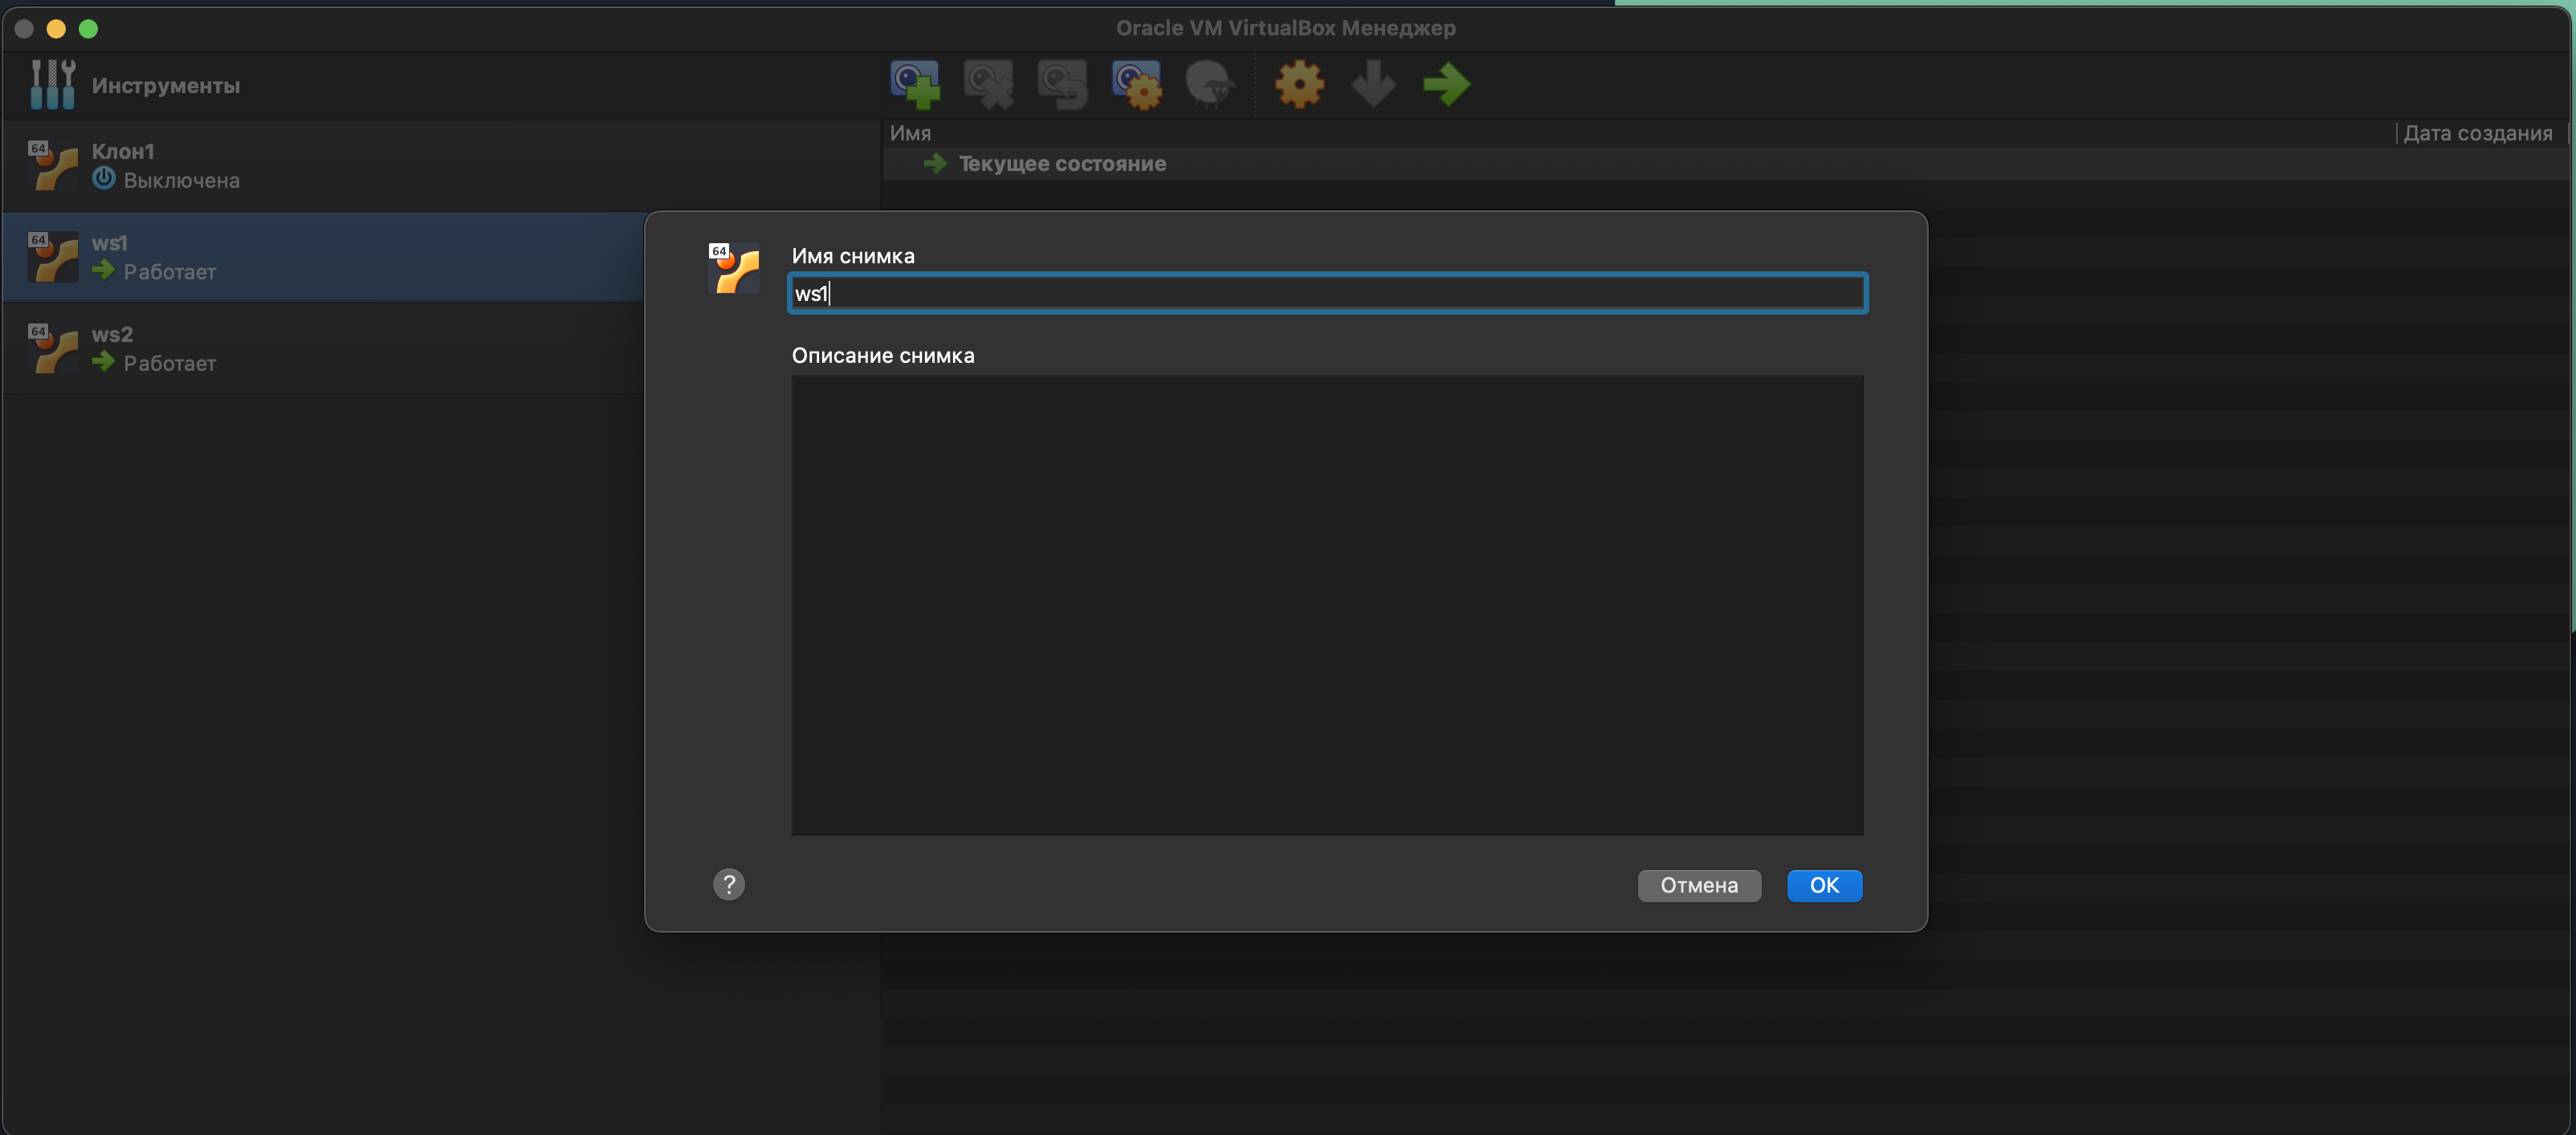 Oracle VM VirtualBox Менеджер
Инструменты
64
Клон1
Выключена
64
ws1
Работает
64
ws2
Работает
Имя
Дата создания
Текущее состояние
64
Имя снимка
ws1
Описание снимка
?
Отмена
OK